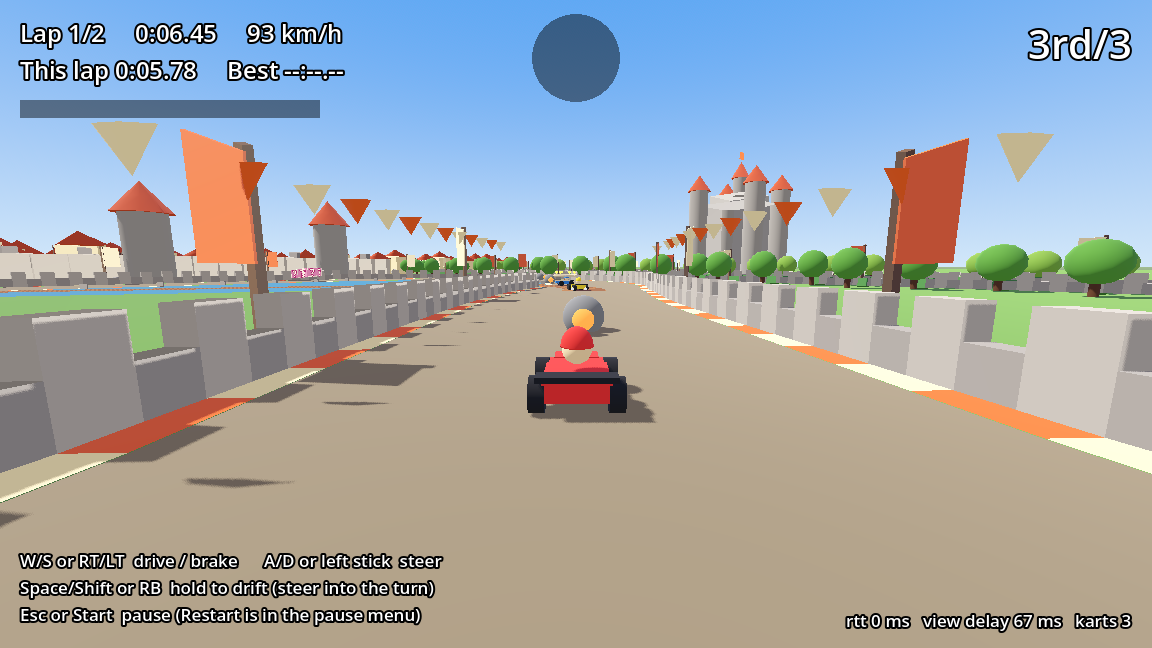 Lap 1/2 0:06.45 93 km/h
This lap 0:05.78 Best --:--.--
3rd/3
W/S or RT/LT drive / brake A/D or left stick steer
Space/Shift or RB hold to drift (steer into the turn)
Esc or Start pause (Restart is in the pause menu)
rtt 0 ms view delay 67 ms karts 3